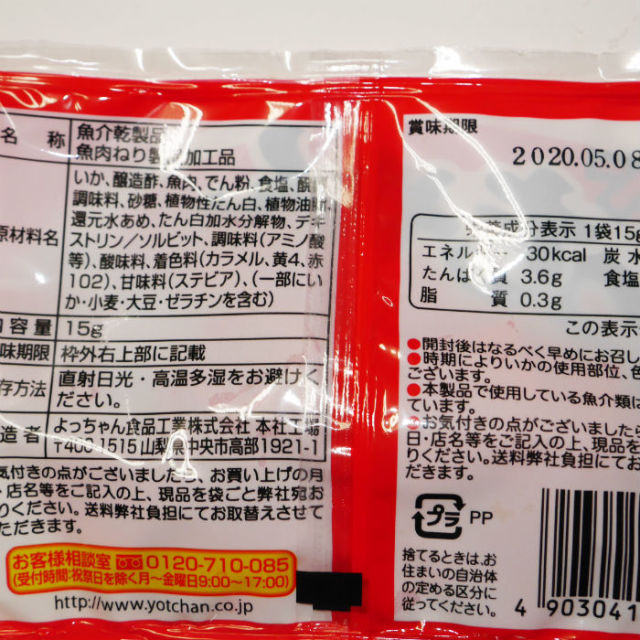 名 称 魚介乾製品
魚肉ねり製品加工品
原材料名 いか、醸造酢、魚肉、でん粉、食塩、醗酵
調味料、砂糖、植物性たん白、植物油脂、
還元水あめ、たん白加水分解物、デキ
ストリン/ソルビット、調味料(アミノ酸
等)、酸味料、着色料(カラメル、黄4、赤
102)、甘味料(ステビア)、(一部にい
か・小麦・大豆・ゼラチンを含む)
内容量 15g
味期限 枠外右上部に記載
存方法 直射日光・高温多湿をお避けく
ださい。
造者 よっちゃん食品工業株式会社 本社工場
〒400-1515 山梨県中央市高部1921-1
気付きの点がございましたら、お買い上げの月
・店名等をご記入の上、現品を袋ごと弊社宛お
りください。送料弊社負担にてお取替えさせて
ただきます。
お客様相談室 0120-710-085
(受付時間:祝祭日を除く月~金曜日9:00~17:00)
http://www.yotchan.co.jp
賞味期限
2020.05.08
栄養成分表示 1袋15g
エネルギー 30kcal 炭水
たんぱく質 3.6g 食塩
脂 質 0.3g
この表示
●開封後はなるべく早めにお召し
●時期によりいかの使用部位、色
ございます。
●本製品で使用している魚介類は
ています。
●お気付きの点がございましたら
日・店名等をご記入の上、現品を
りください。送料弊社負担にてお
だきます。
プラ PP
捨てるときは、お
住まいの自治体
の定める区分に
従ってください。
4 903041